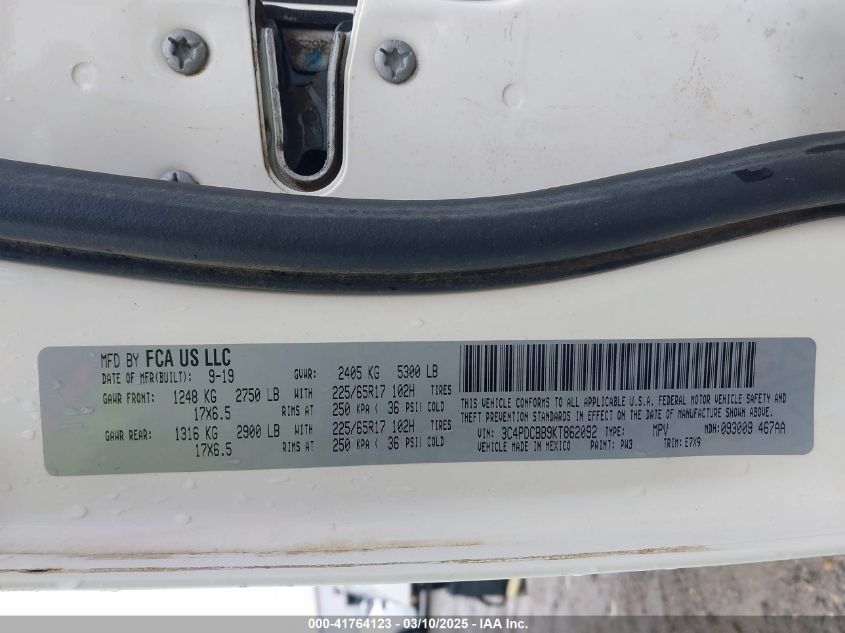 MFD BY FCA US LLC
DATE OF MFR(BUILT): 9-19 GVWR: 2405 KG 5300 LB
GAWR FRONT: 1248 KG 2750 LB WITH 225/65R17 102H TIRES
17X6.5 RIMS AT 250 KPA ( 36 PSI) COLD
GAWR REAR: 1316 KG 2900 LB WITH 225/65R17 102H TIRES
17X6.5 RIMS AT 250 KPA ( 36 PSI) COLD
THIS VEHICLE CONFORMS TO ALL APPLICABLE U.S.A. FEDERAL MOTOR VEHICLE SAFETY AND
THEFT PREVENTION STANDARDS IN EFFECT ON THE DATE OF MANUFACTURE SHOWN ABOVE.
VIN: 3C4PDCBB9KT862092 TYPE: MPV MDH: 093009 467AA
VEHICLE MADE IN MEXICO PAINT: PW3 TRIM: E7X9
000-41764123 - 03/10/2025 - IAAI.COM